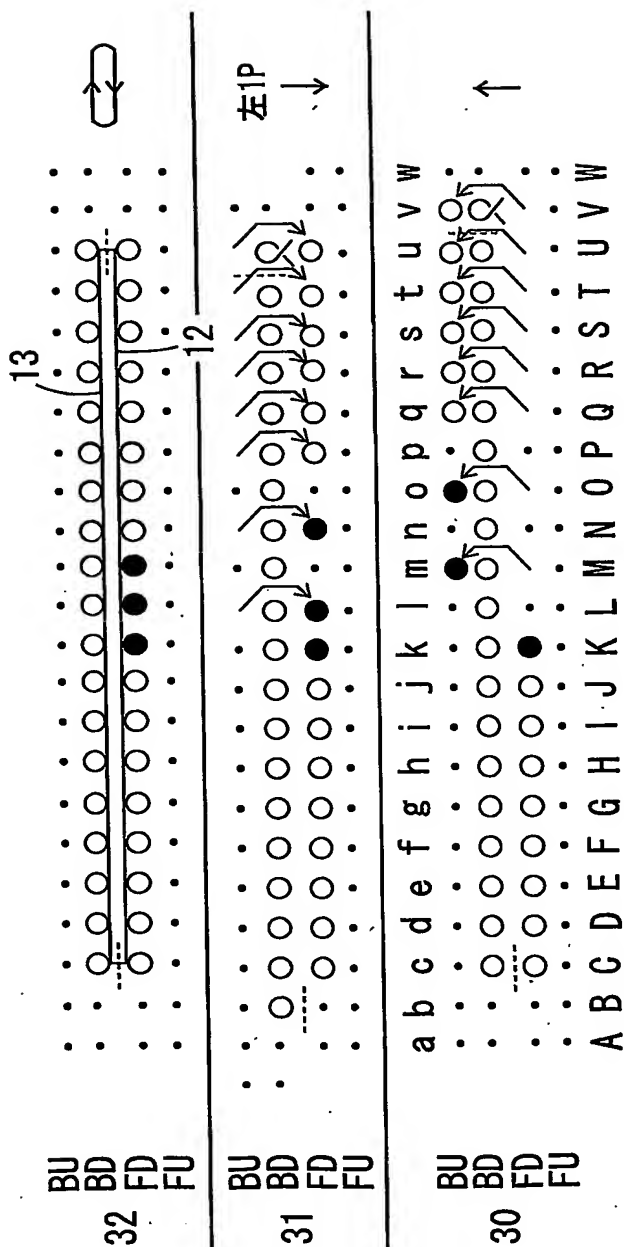 13
BU
BD
FD
FU
32
12
左1P
BU
BD
FD
FU
31
a b c d e f g h i j k l m n o p q r s t u v w
BU
BD
FD
FU
30
A B C D E F G H I J K L M N O P Q R S T U V W